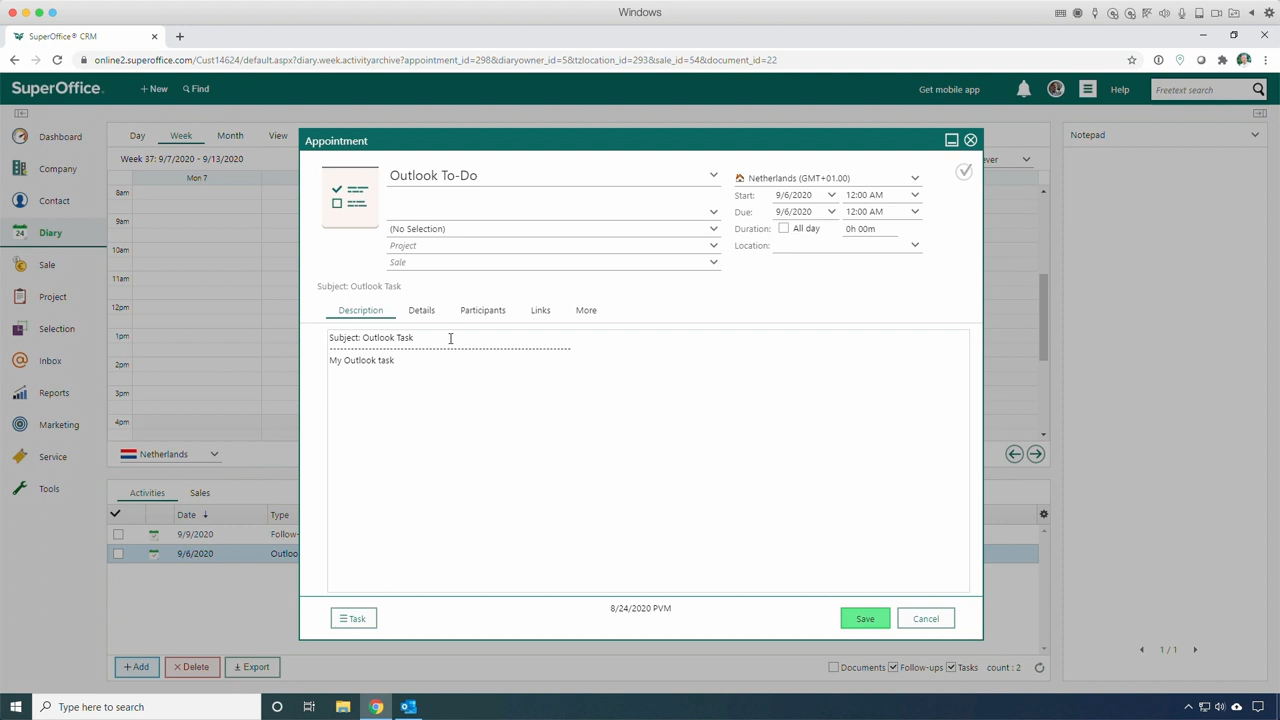 Windows
SuperOffice® CRM
online2.superoffice.com/Cust14624/default.aspx?diary.week.activityarchive?appointment_id=298&diaryowner_id=5&tzlocation_id=293&sale_id=54&document_id=22
SuperOffice.
+ New
Find
Get mobile app
Help
Freetext search
Dashboard
Company
Contact
24
Diary
Sale
Project
Selection
Inbox
Reports
Marketing
Service
Tools
Day
Week
Month
View
Week 37: 9/7/2020 - 9/13/2020
Mon 7
8am
9am
10am
11am
12pm
1pm
2pm
3pm
4pm
Netherlands
Activities
Sales
Date
Type
9/9/2020
Follow-
9/6/2020
Outloo
+ Add
Delete
Export
Documents
Follow-ups
Tasks
count : 2
Appointment
Outlook To-Do
(No Selection)
Project
Sale
Netherlands (GMT+01.00)
Start:
9/6/2020
12:00 AM
Due:
9/6/2020
12:00 AM
Duration:
All day
0h 00m
Location:
Subject: Outlook Task
Description
Details
Participants
Links
More
Subject: Outlook Task
------------------------------------------------------------
My Outlook task
8/24/2020 PVM
Task
Save
Cancel
ever
Notepad
1 / 1
Type here to search